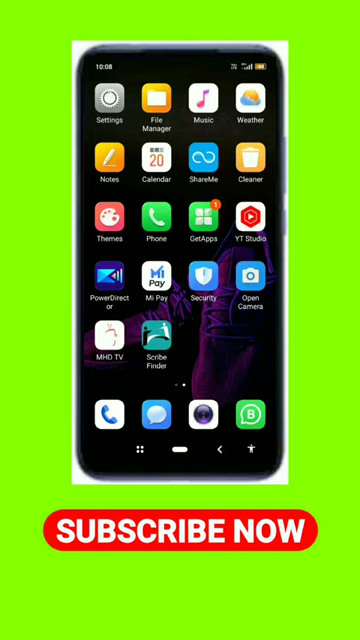 10:08
Settings
File
Manager
Music
Weather
Notes
20
Calendar
ShareMe
Cleaner
Themes
Phone
1
GetApps
YT Studio
PowerDirect
or
Mi
Pay
Mi Pay
Security
Open
Camera
MHD TV
Scribe
Finder
B
SUBSCRIBE NOW